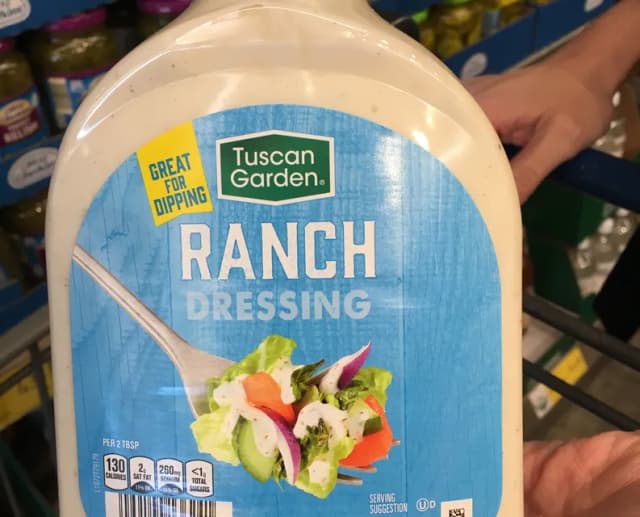 GREAT
FOR
DIPPING
Tuscan
Garden®
RANCH
DRESSING
PER 2 TBSP
130
CALORIES
2g
SAT FAT
260mg
SODIUM
<1g
TOTAL
SUGARS
SERVING
SUGGESTION
U D